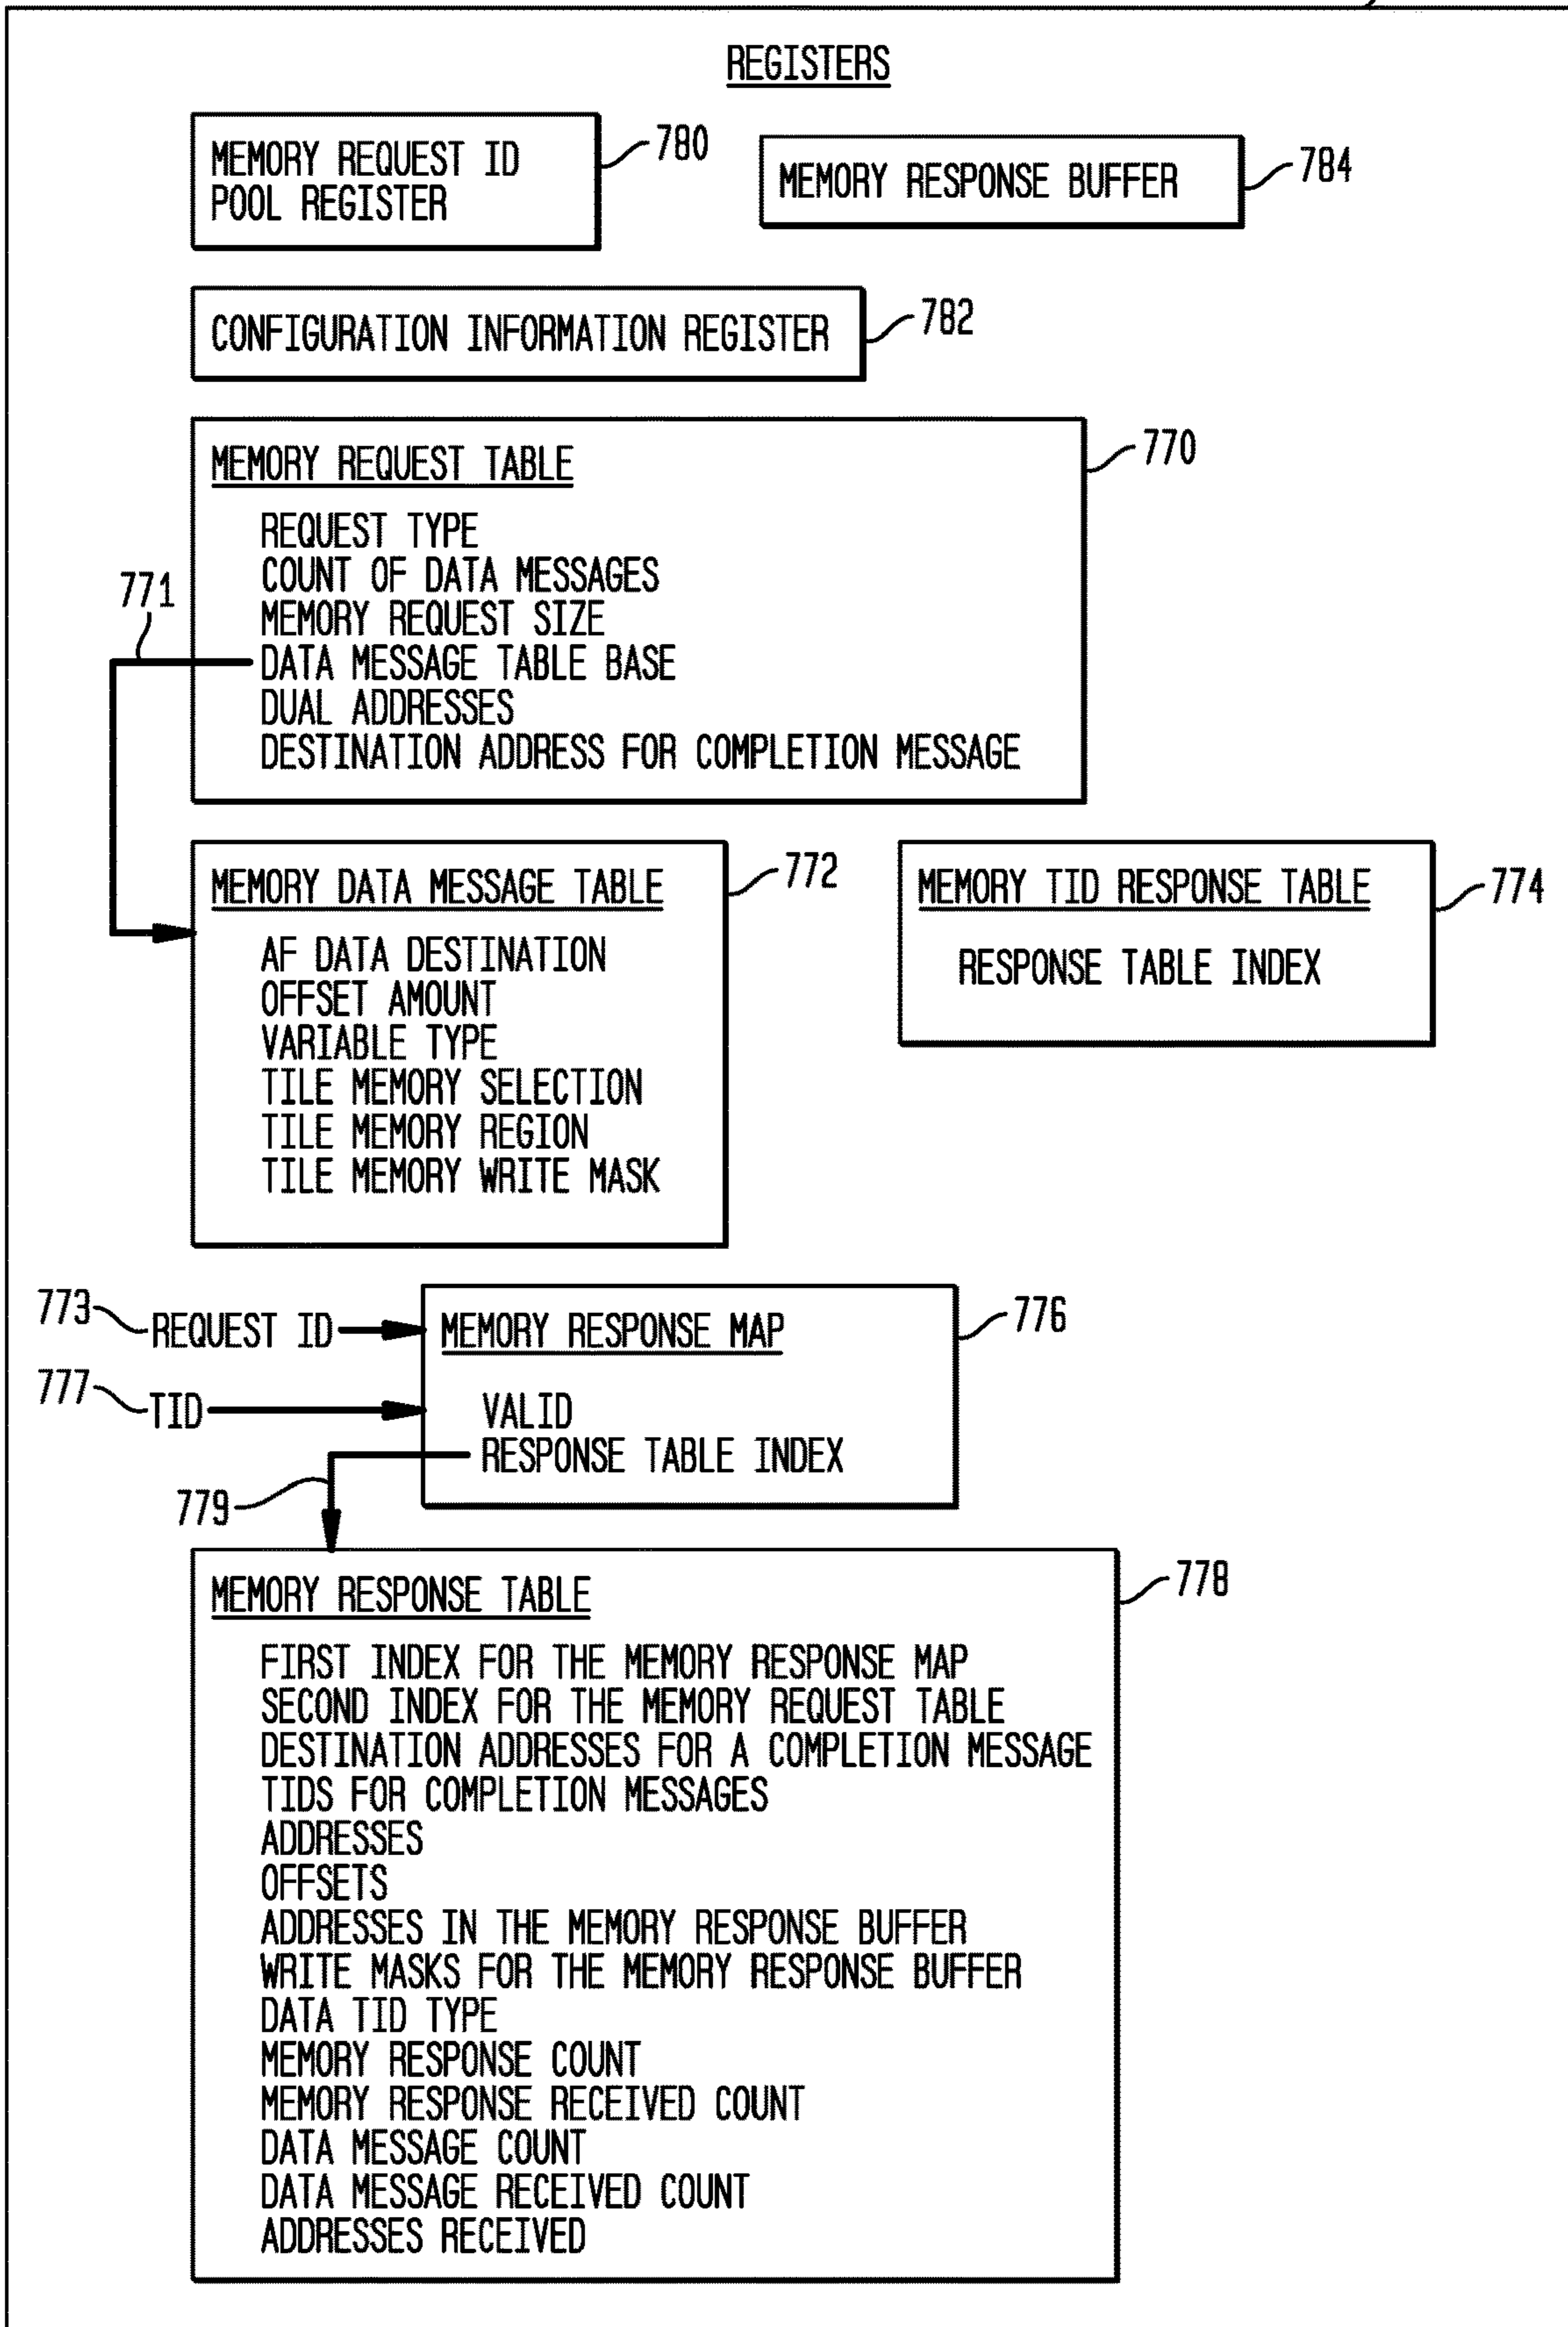 REGISTERS
MEMORY REQUEST ID
POOL REGISTER
780
MEMORY RESPONSE BUFFER
784
CONFIGURATION INFORMATION REGISTER
782
MEMORY REQUEST TABLE
770
REQUEST TYPE
COUNT OF DATA MESSAGES
MEMORY REQUEST SIZE
771
DATA MESSAGE TABLE BASE
DUAL ADDRESSES
DESTINATION ADDRESS FOR COMPLETION MESSAGE
MEMORY DATA MESSAGE TABLE
772
AF DATA DESTINATION
OFFSET AMOUNT
VARIABLE TYPE
TILE MEMORY SELECTION
TILE MEMORY REGION
TILE MEMORY WRITE MASK
MEMORY TID RESPONSE TABLE
774
RESPONSE TABLE INDEX
773
REQUEST ID
MEMORY RESPONSE MAP
776
777
TID
VALID
RESPONSE TABLE INDEX
779
MEMORY RESPONSE TABLE
778
FIRST INDEX FOR THE MEMORY RESPONSE MAP
SECOND INDEX FOR THE MEMORY REQUEST TABLE
DESTINATION ADDRESSES FOR A COMPLETION MESSAGE
TIDS FOR COMPLETION MESSAGES
ADDRESSES
OFFSETS
ADDRESSES IN THE MEMORY RESPONSE BUFFER
WRITE MASKS FOR THE MEMORY RESPONSE BUFFER
DATA TID TYPE
MEMORY RESPONSE COUNT
MEMORY RESPONSE RECEIVED COUNT
DATA MESSAGE COUNT
DATA MESSAGE RECEIVED COUNT
ADDRESSES RECEIVED